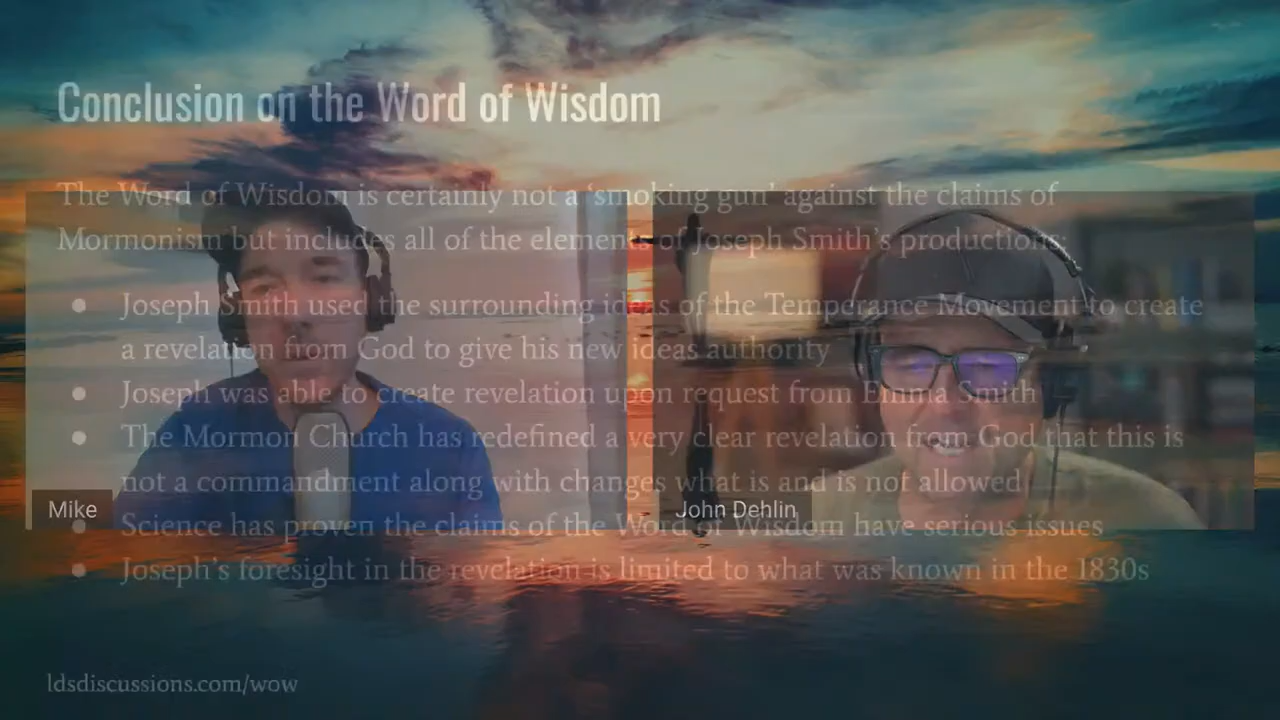 Conclusion on the Word of Wisdom
The Word of Wisdom is certainly not a 'smoking gun' against the claims of
Mormonism but includes all of the elements of Joseph Smith's productions:
Joseph Smith used the surrounding ideas of the Temperance Movement to create
a revelation from God to give his new ideas authority
Joseph was able to create revelation upon request from Emma Smith
The Mormon Church has redefined a very clear revelation from God that this is
not a commandment along with changes what is and is not allowed
Mike
John Dehlin
Science has proven the claims of the Word of Wisdom have serious issues
Joseph's foresight in the revelation is limited to what was known in the 1830s
ldsdiscussions.com/wow